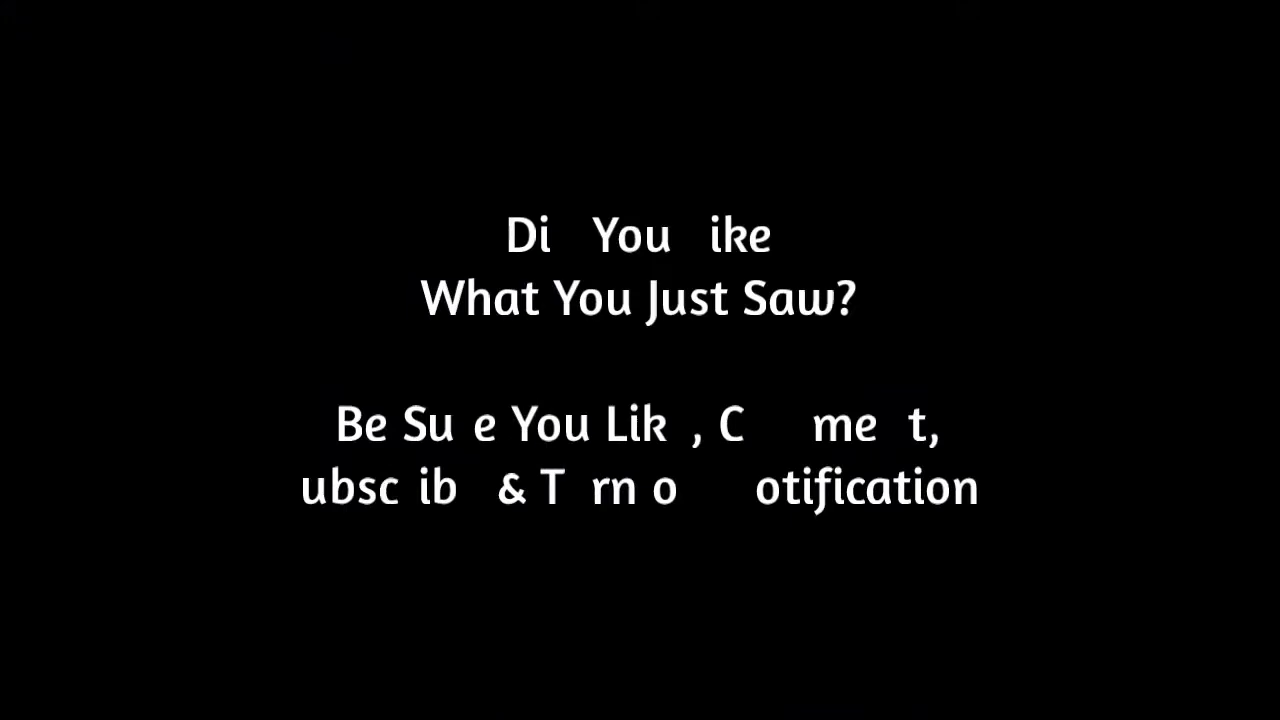 Di You ike
What You Just Saw?
Be Su e You Lik , C me t,
ubsc ib & T rn o otification